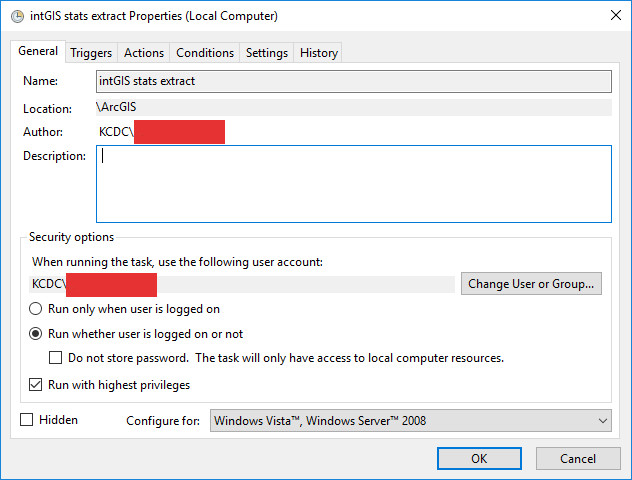 intGIS stats extract Properties (Local Computer)
General Triggers Actions Conditions Settings History
Name: intGIS stats extract
Location: \ArcGIS
Author: KCDC\
Description:
Security options
When running the task, use the following user account:
KCDC\ Change User or Group...
Run only when user is logged on
Run whether user is logged on or not
Do not store password. The task will only have access to local computer resources.
Run with highest privileges
Hidden Configure for: Windows Vista™, Windows Server™ 2008
OK Cancel